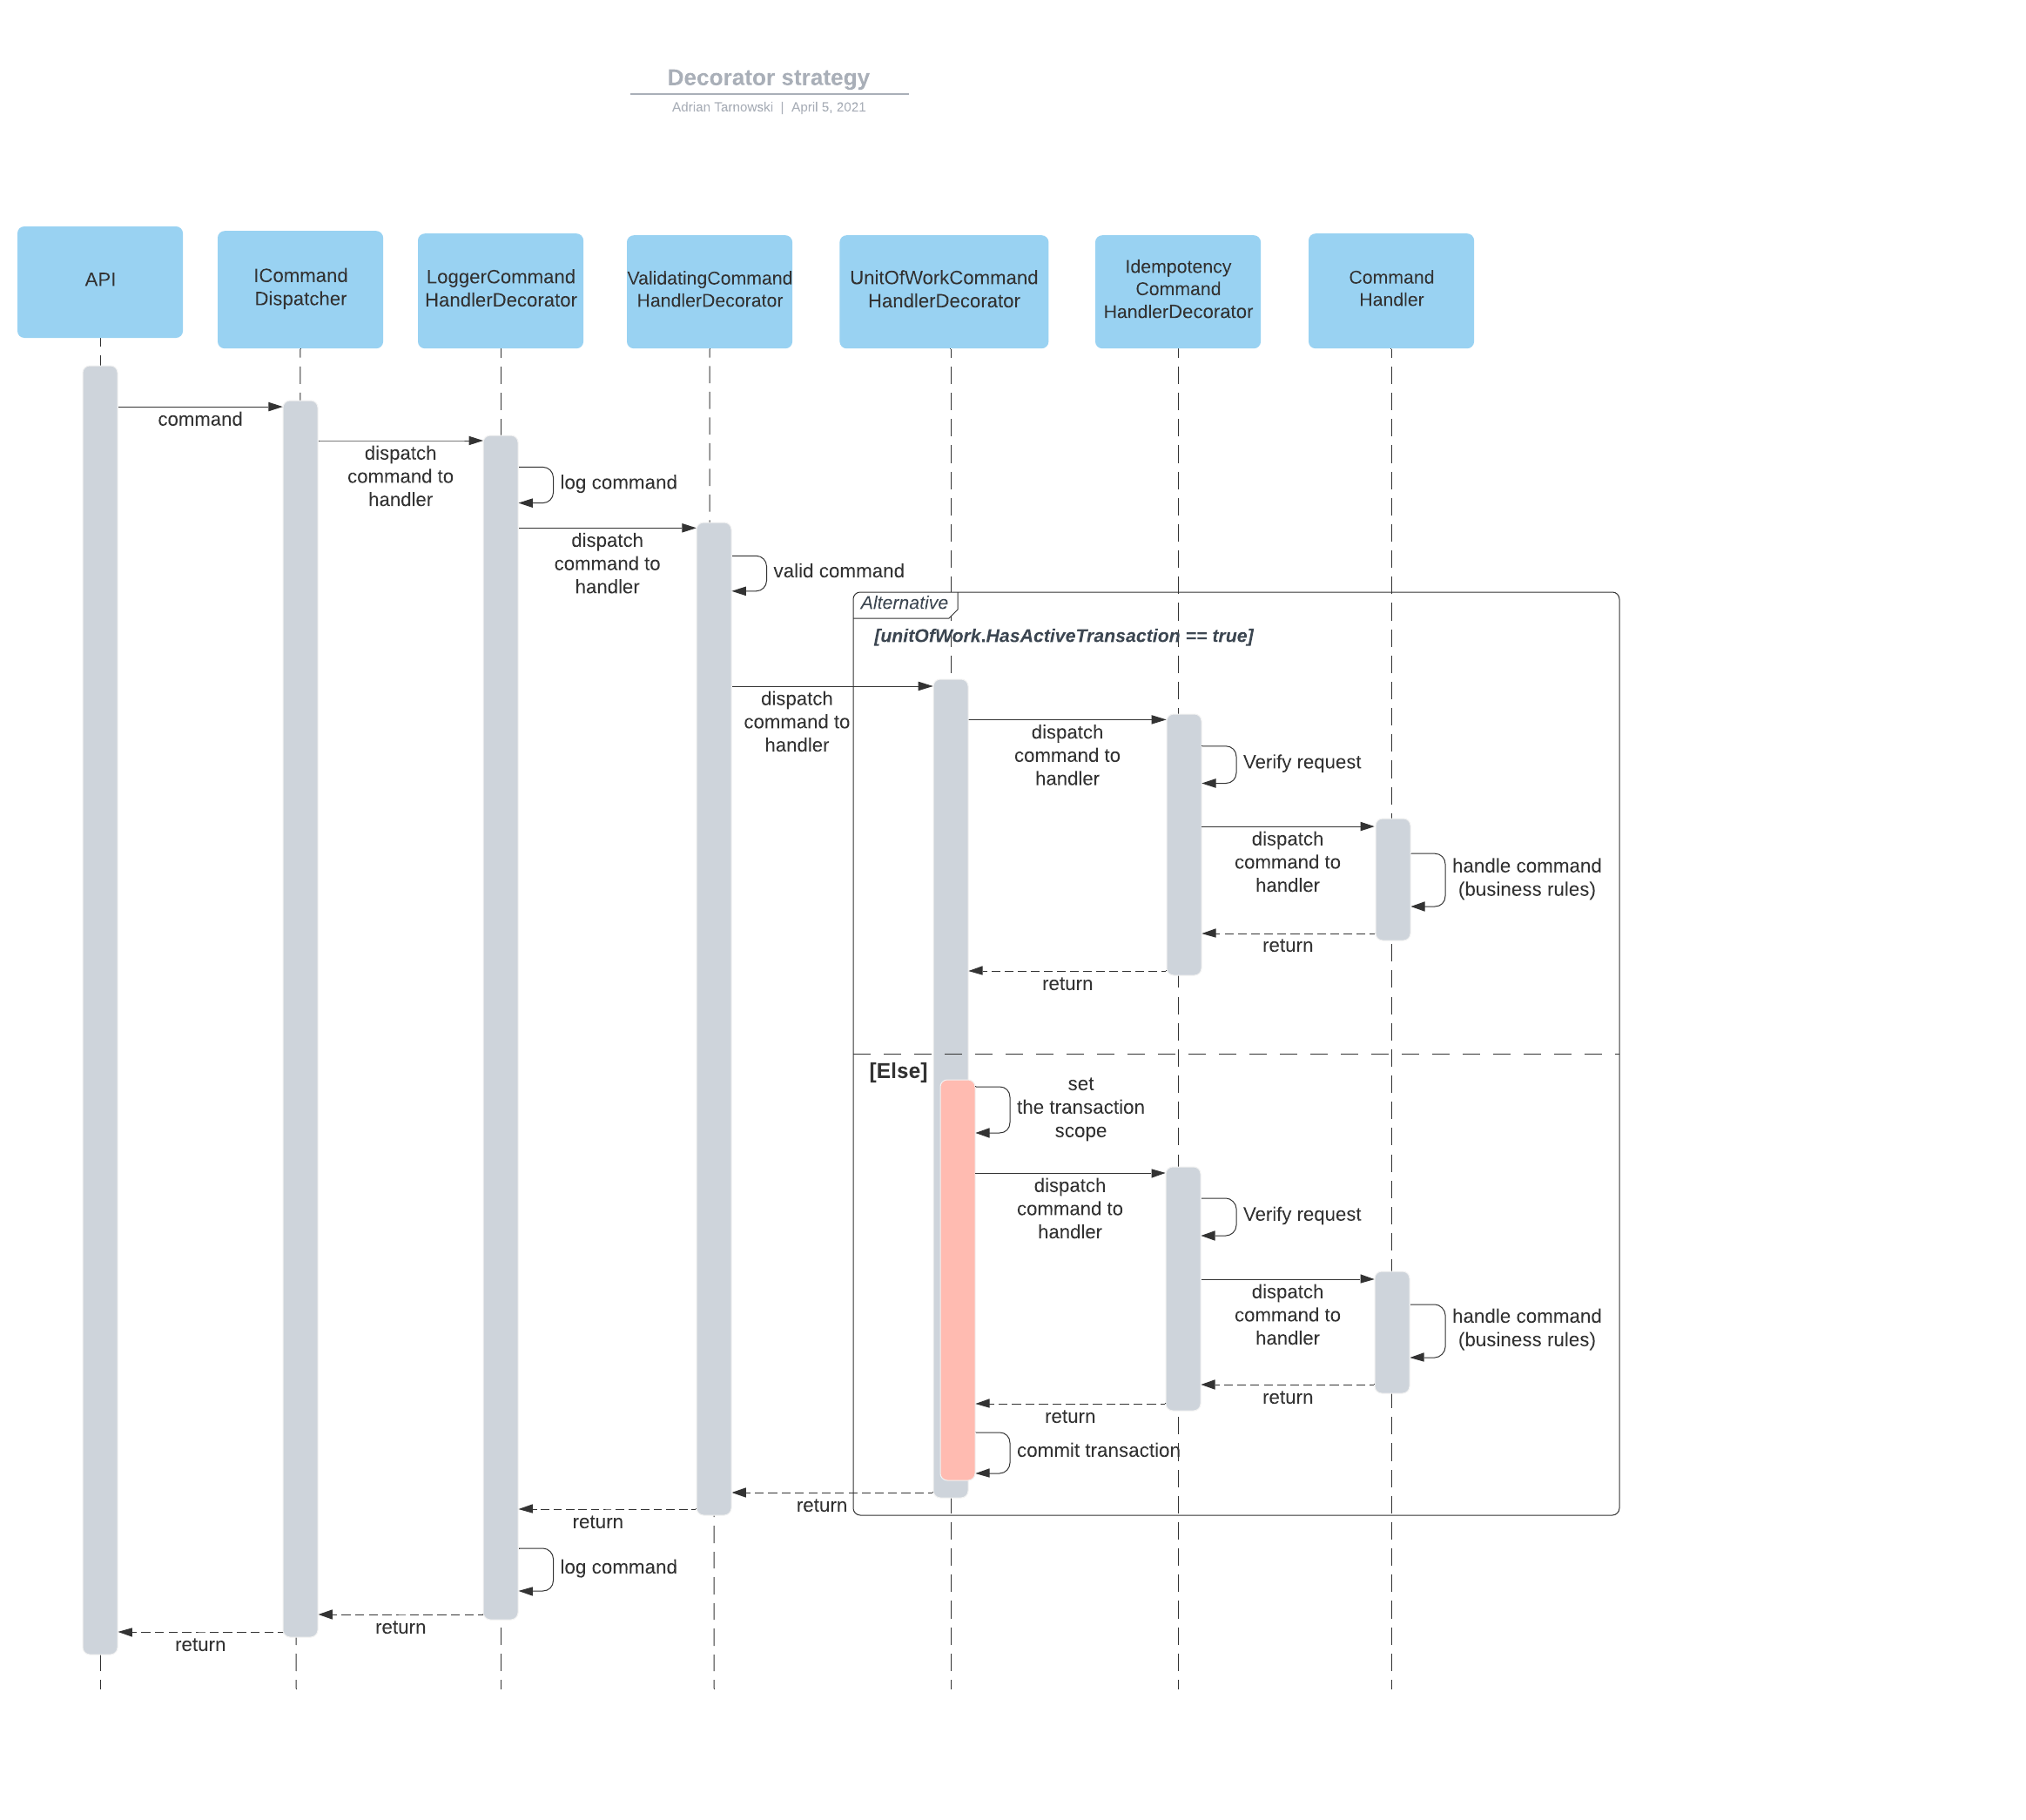 Decorator strategy
Adrian Tarnowski | April 5, 2021
API
ICommand
Dispatcher
LoggerCommand
HandlerDecorator
ValidatingCommand
HandlerDecorator
UnitOfWorkCommand
HandlerDecorator
Idempotency
Command
HandlerDecorator
Command
Handler
command
dispatch
command to
handler
log command
dispatch
command to
handler
valid command
Alternative
[unitOfWork.HasActiveTransaction == true]
dispatch
command to
handler
dispatch
command to
handler
Verify request
dispatch
command to
handler
handle command
(business rules)
return
return
[Else]
set
the transaction
scope
dispatch
command to
handler
Verify request
dispatch
command to
handler
handle command
(business rules)
return
return
commit transaction
return
return
log command
return
return